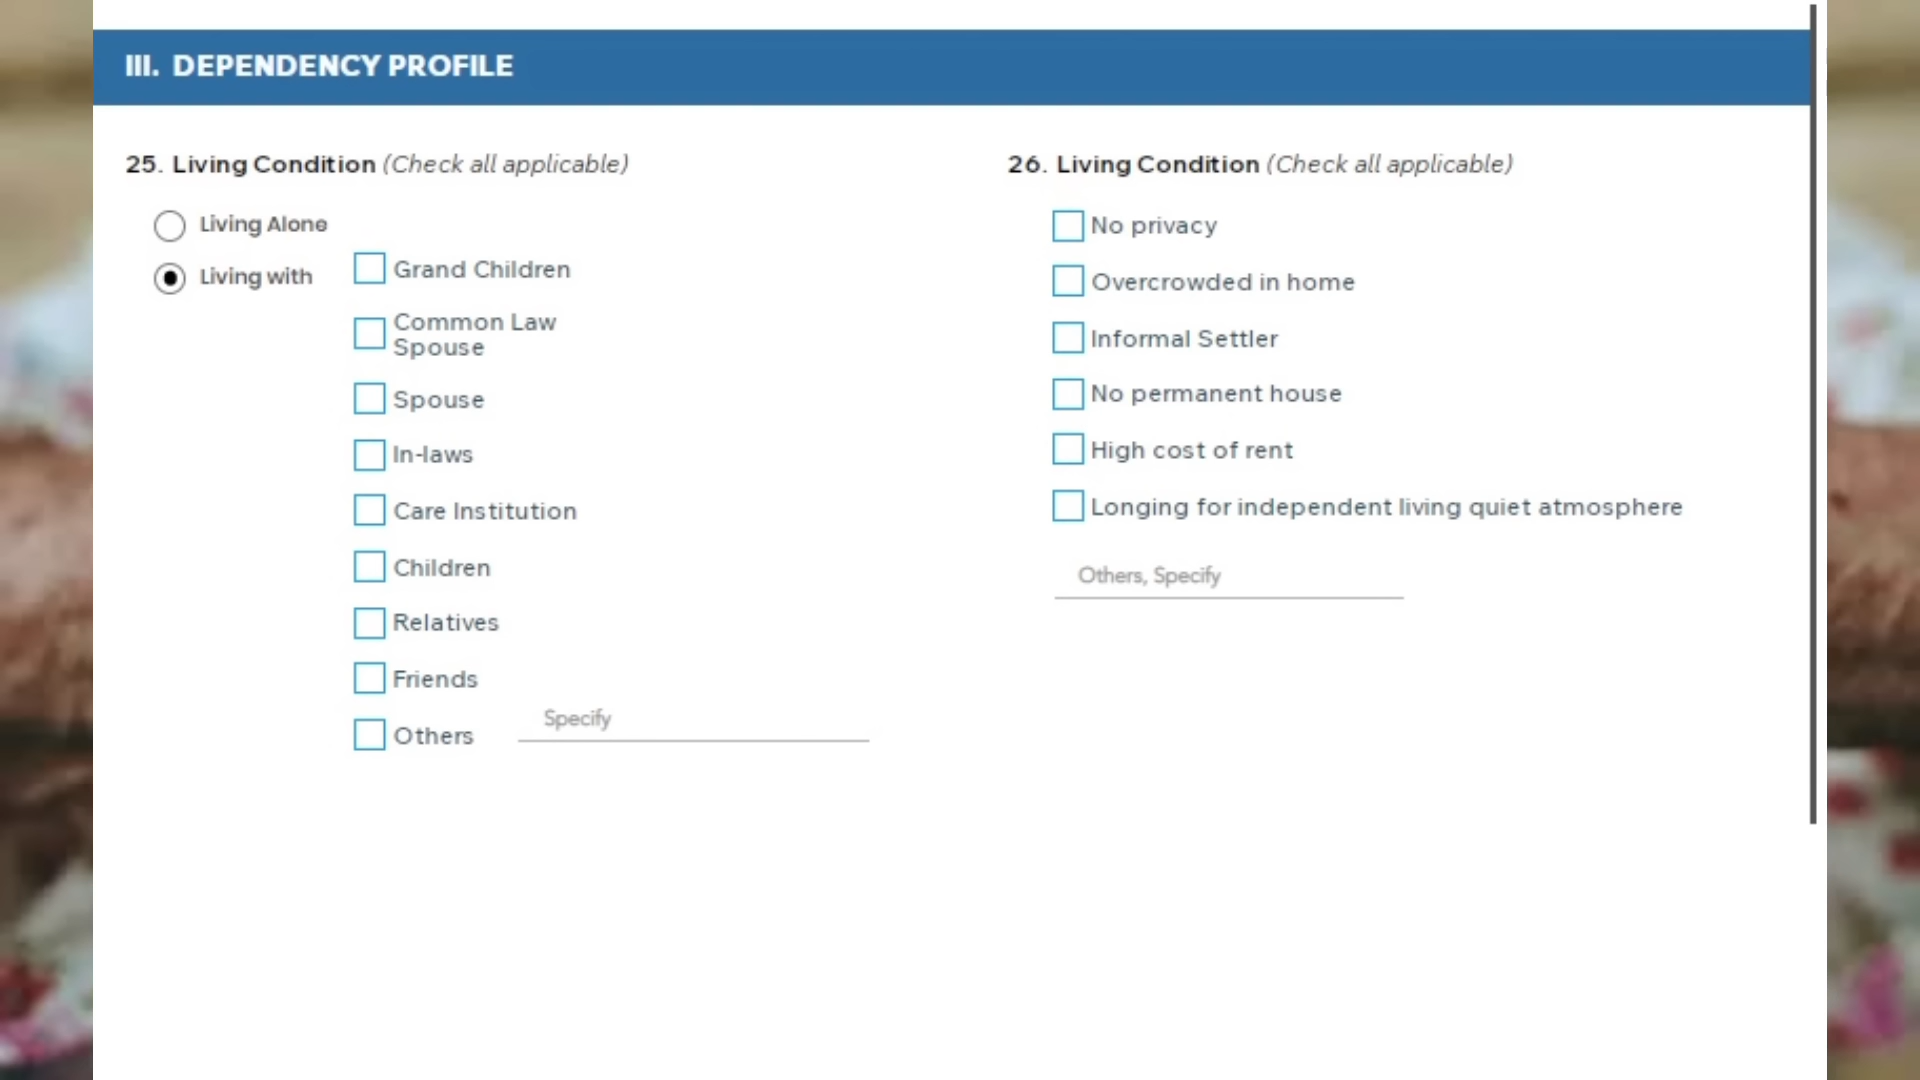 III. DEPENDENCY PROFILE
25. Living Condition (Check all applicable)
Living Alone
Living with
Grand Children
Common Law
Spouse
Spouse
In-laws
Care Institution
Children
Relatives
Friends
Others
Specify
26. Living Condition (Check all applicable)
No privacy
Overcrowded in home
Informal Settler
No permanent house
High cost of rent
Longing for independent living quiet atmosphere
Others, Specify